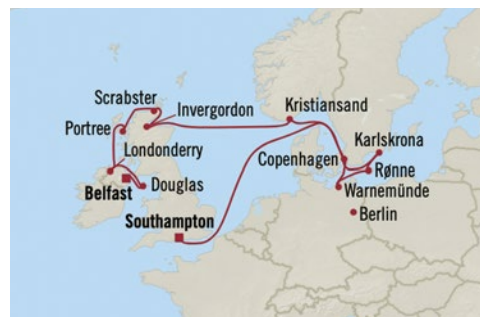 Scrabster
Invergordon
Kristiansand
Portree
Karlskrona
Londonderry
Copenhagen
Rønne
Belfast
Douglas
Warnemünde
Southampton
Berlin